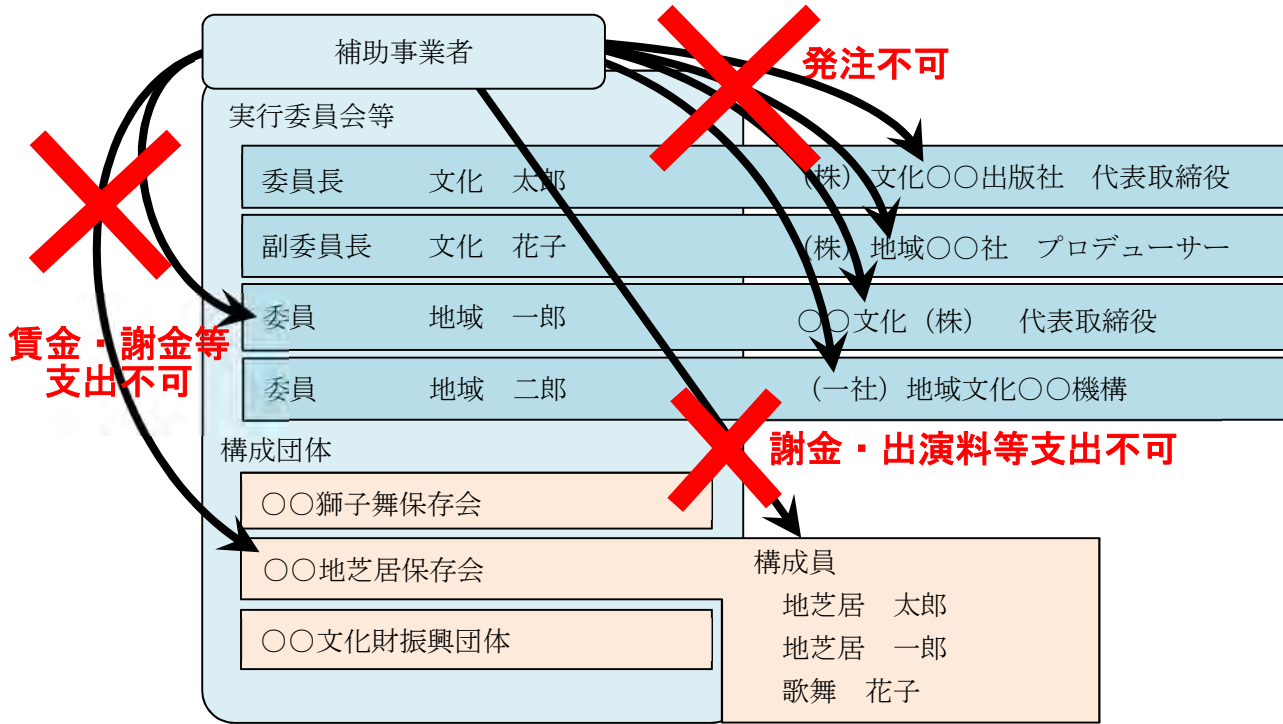 補助事業者
発注不可
実行委員会等
委員長　文化　太郎　（株）文化○○出版社　代表取締役
副委員長　文化　花子　（株）地域○○社　プロデューサー
委員　地域　一郎　○○文化（株）　代表取締役
委員　地域　二郎　（一社）地域文化○○機構
賃金・謝金等
支出不可
謝金・出演料等支出不可
構成団体
○○獅子舞保存会
○○地芝居保存会
○○文化財振興団体
構成員
地芝居　太郎
地芝居　一郎
歌舞　花子